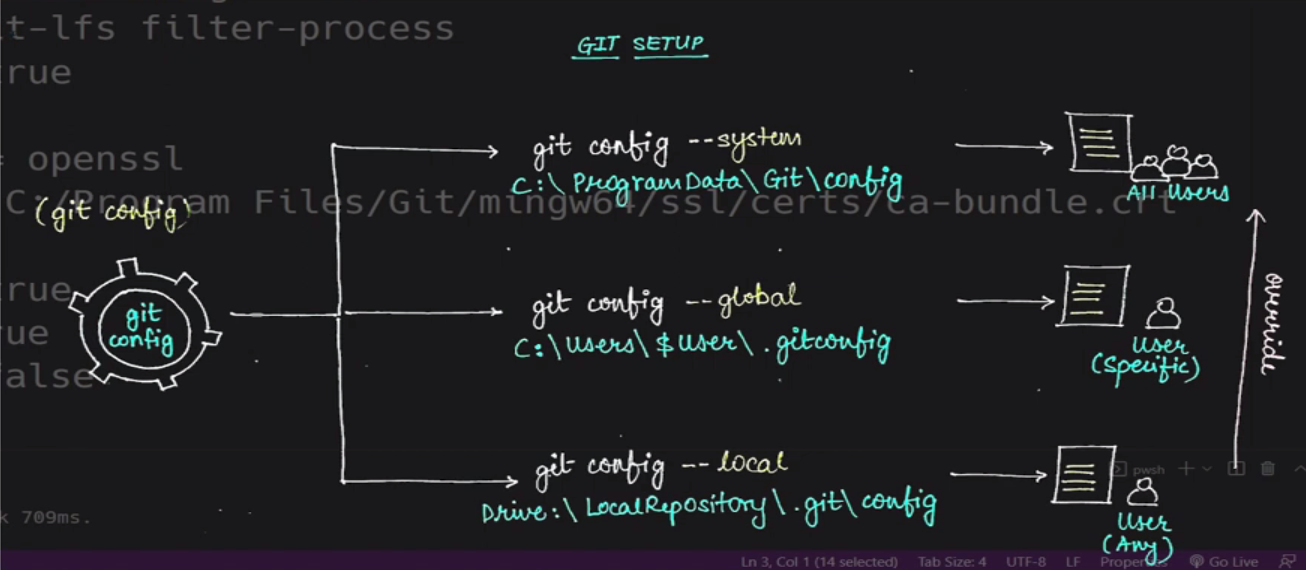 t-lfs filter-process
GIT SETUP
rue
git config --system
= openssl
C:\ProgramData\Git\config
All Users
C:/Program Files/Git/mingw64/ssl/certs/ca-bundle.crt
(git config)
override
rue
git config --global
git
config
ue
C:\Users\$User\.gitconfig
User
(Specific)
alse
git config --local
pwsh
Drive:\LocalRepository\.git\config
k 709ms.
User
(Any)
Ln 3, Col 1 (14 selected) Tab Size: 4 UTF-8 LF Properties Go Live